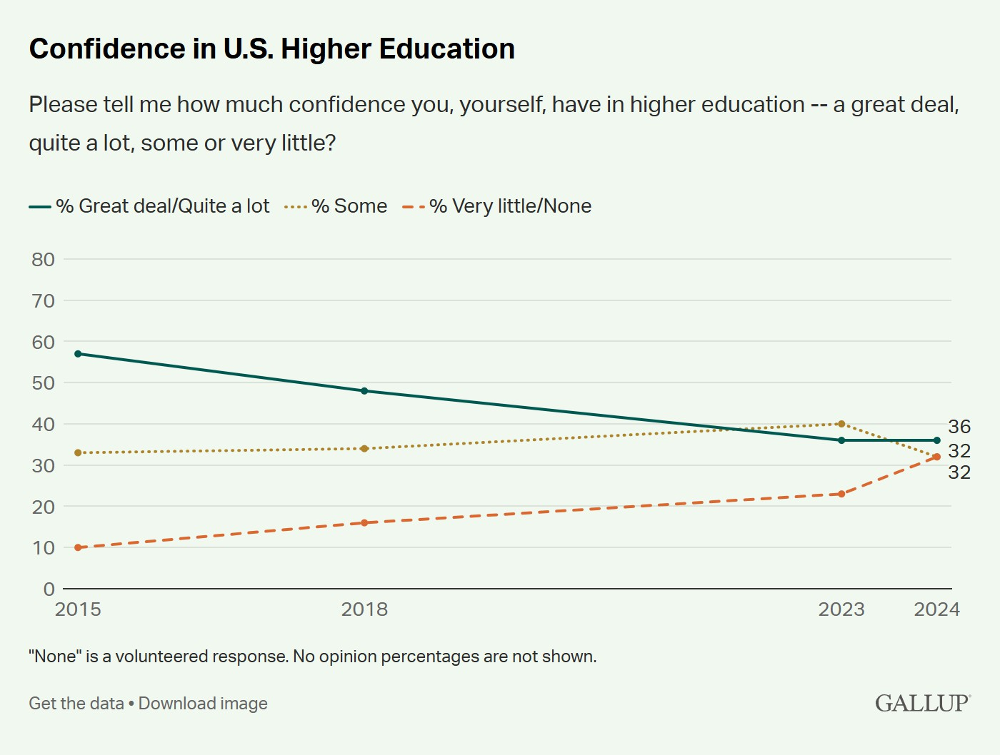 Confidence in U.S. Higher Education
Please tell me how much confidence you, yourself, have in higher education -- a great deal,
quite a lot, some or very little?
% Great deal/Quite a lot % Some % Very little/None
80
70
60
50
40
30
20
10
0
36
32
32
2015 2018 2023 2024
"None" is a volunteered response. No opinion percentages are not shown.
Get the data • Download image
GALLUP®